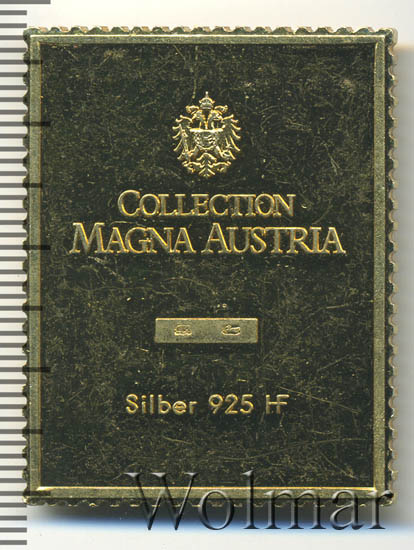 COLLECTION
MAGNA AUSTRIA
Silber 925 HF
Wolmar